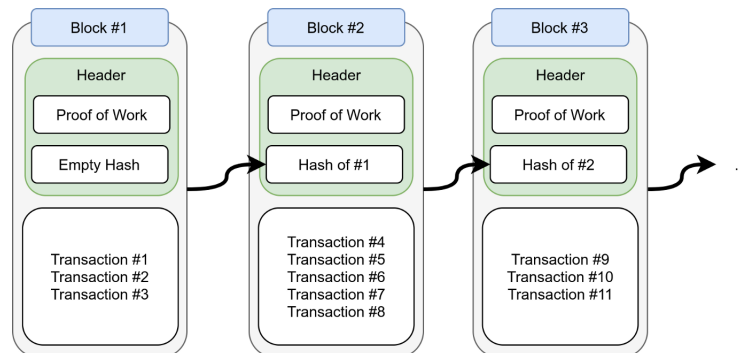 Block #1
Header
Proof of Work
Empty Hash
Transaction #1
Transaction #2
Transaction #3
Block #2
Header
Proof of Work
Hash of #1
Transaction #4
Transaction #5
Transaction #6
Transaction #7
Transaction #8
Block #3
Header
Proof of Work
Hash of #2
Transaction #9
Transaction #10
Transaction #11
.